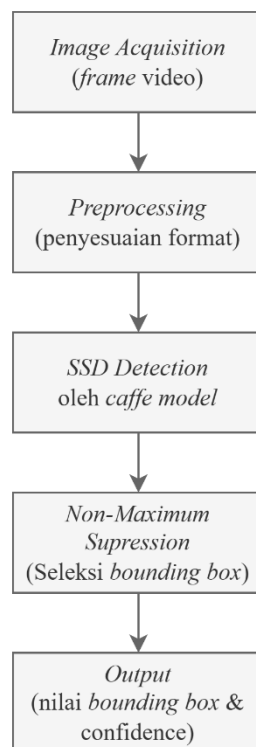 Image Acquisition
(frame video)
Preprocessing
(penyesuaian format)
SSD Detection
oleh caffe model
Non-Maximum
Supression
(Seleksi bounding box)
Output
(nilai bounding box &
confidence)